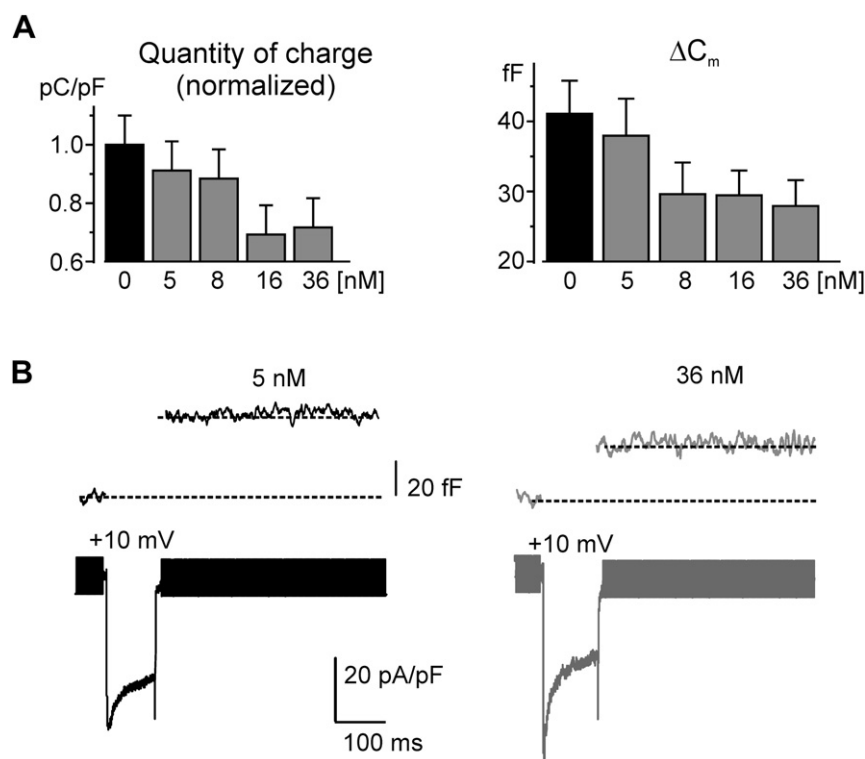 A
Quantity of charge
(normalized)
pC/pF
1.0
0.8
0.6
0 5 8 16 36 [nM]
ΔCm
fF
40
30
20
0 5 8 16 36 [nM]
B
5 nM
36 nM
20 fF
+10 mV
+10 mV
20 pA/pF
100 ms